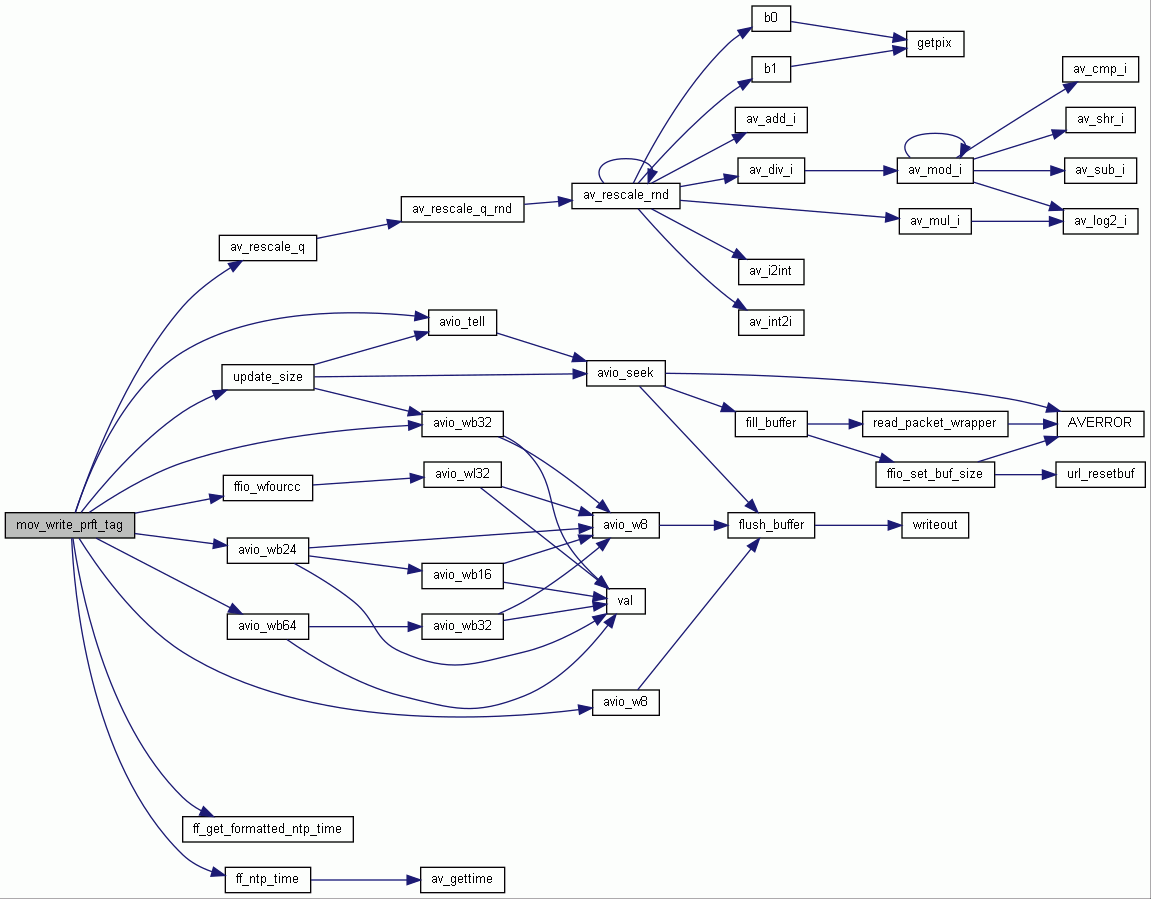 b0
getpix
b1
av_cmp_i
av_add_i
av_shr_i
av_div_i
av_mod_i
av_sub_i
av_rescale_rnd
av_rescale_q_rnd
av_mul_i
av_log2_i
av_rescale_q
av_i2int
av_int2i
avio_tell
update_size
avio_seek
avio_wb32
fill_buffer
read_packet_wrapper
AVERROR
ffio_wfourcc
avio_wl32
ffio_set_buf_size
url_resetbuf
mov_write_prft_tag
avio_w8
flush_buffer
writeout
avio_wb24
avio_wb16
val
avio_wb64
avio_wb32
avio_w8
ff_get_formatted_ntp_time
ff_ntp_time
av_gettime